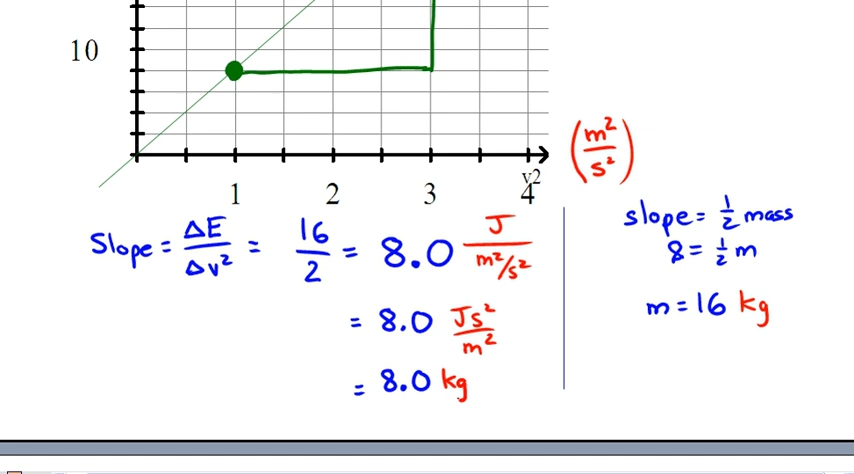 10
(m²/s²)
v2
1 2 3 4
Slope = ΔE/Δv² = 16/2 = 8.0 J/m²/s²
= 8.0 Js²/m²
= 8.0 kg
slope = ½ mass
8 = ½ m
m = 16 kg